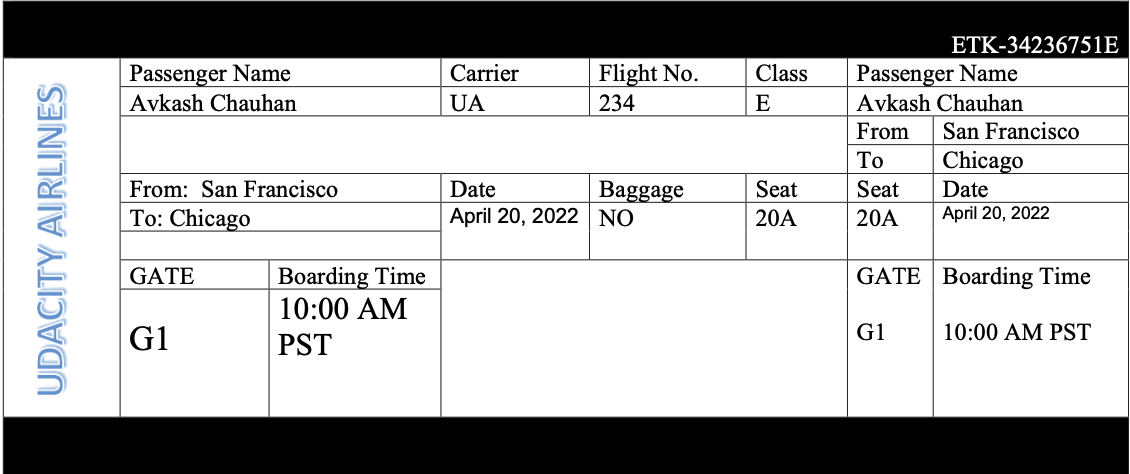 ETK-34236751E
UDACITY AIRLINES
Passenger Name Carrier Flight No. Class Passenger Name
Avkash Chauhan UA 234 E Avkash Chauhan
From San Francisco
To Chicago
From: San Francisco Date Baggage Seat Seat Date
To: Chicago April 20, 2022 NO 20A 20A April 20, 2022
GATE Boarding Time GATE Boarding Time
G1 10:00 AM
PST G1 10:00 AM PST